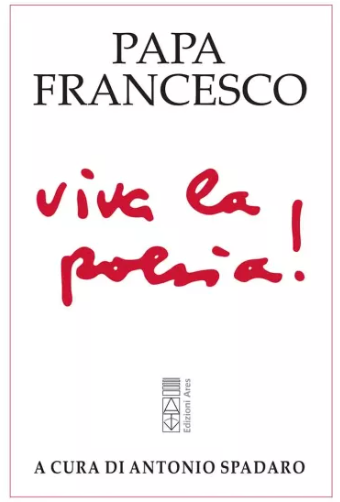 PAPA
FRANCESCO
viva la
poesia!
Edizioni Ares
A CURA DI ANTONIO SPADARO